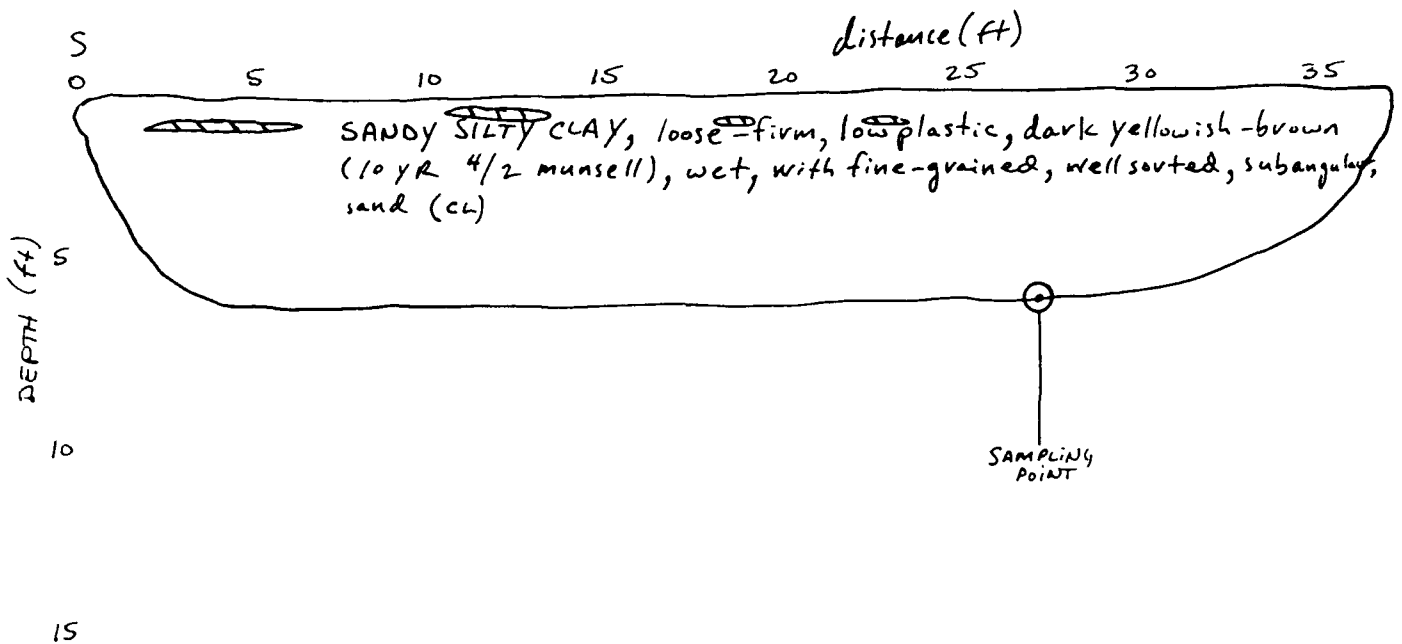 S
distance (ft)
0 5 10 15 20 25 30 35
SANDY SILTY CLAY, loose-firm, low plastic, dark yellowish-brown
(10 YR 4/2 munsell), wet, with fine-grained, well sorted, subangular,
sand (CL)
DEPTH (ft)
5
10
15
SAMPLING
POINT